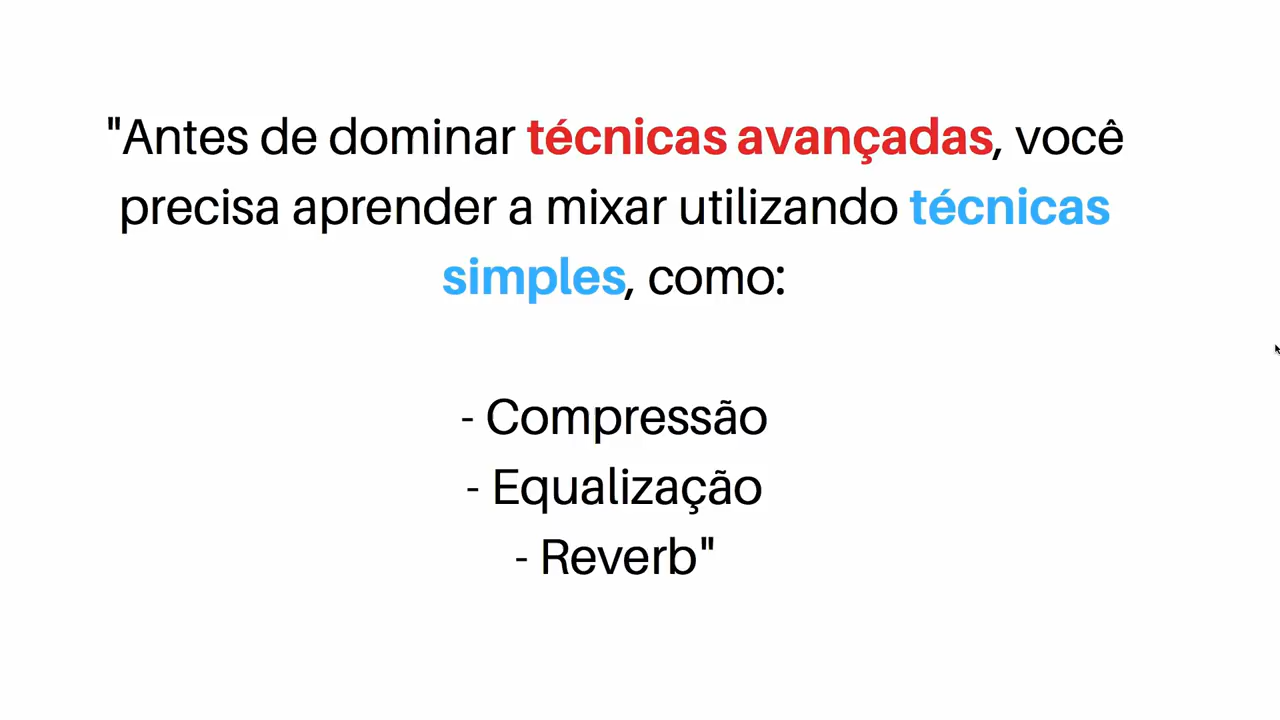 "Antes de dominar técnicas avançadas, você
precisa aprender a mixar utilizando técnicas
simples, como:
- Compressão
- Equalização
- Reverb"